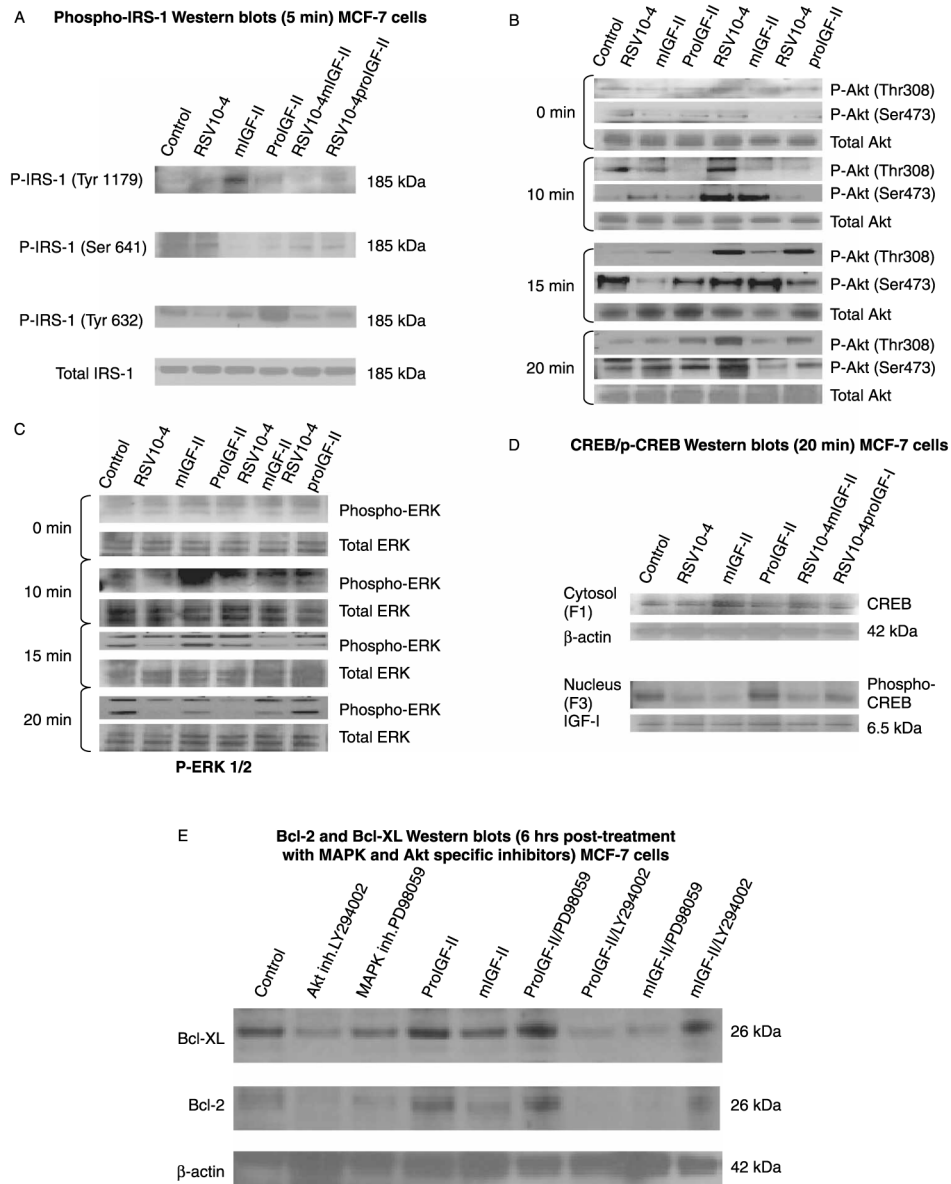 A
Phospho-IRS-1 Western blots (5 min) MCF-7 cells
Control
RSV10-4
mIGF-II
ProIGF-II
RSV10-4mIGF-II
RSV10-4proIGF-II
P-IRS-1 (Tyr 1179)
185 kDa
P-IRS-1 (Ser 641)
185 kDa
P-IRS-1 (Tyr 632)
185 kDa
Total IRS-1
185 kDa
B
Control
RSV10-4
mIGF-II
ProIGF-II
RSV10-4
mIGF-II
RSV10-4
proIGF-II
0 min
P-Akt (Thr308)
P-Akt (Ser473)
Total Akt
10 min
P-Akt (Thr308)
P-Akt (Ser473)
Total Akt
15 min
P-Akt (Thr308)
P-Akt (Ser473)
Total Akt
20 min
P-Akt (Thr308)
P-Akt (Ser473)
Total Akt
C
Control
RSV10-4
mIGF-II
ProIGF-II
RSV10-4
mIGF-II
RSV10-4
proIGF-II
0 min
Phospho-ERK
Total ERK
10 min
Phospho-ERK
Total ERK
15 min
Phospho-ERK
Total ERK
20 min
Phospho-ERK
Total ERK
P-ERK 1/2
D
CREB/p-CREB Western blots (20 min) MCF-7 cells
Control
RSV10-4
mIGF-II
ProIGF-II
RSV10-4mIGF-II
RSV10-4proIGF-I
Cytosol
(F1)
CREB
β-actin
42 kDa
Nucleus
(F3)
Phospho-
CREB
IGF-I
6.5 kDa
E
Bcl-2 and Bcl-XL Western blots (6 hrs post-treatment
with MAPK and Akt specific inhibitors) MCF-7 cells
Control
Akt inh.LY294002
MAPK inh.PD98059
ProIGF-II
mIGF-II
ProIGF-II/PD98059
ProIGF-II/LY294002
mIGF-II/PD98059
mIGF-II/LY294002
Bcl-XL
26 kDa
Bcl-2
26 kDa
β-actin
42 kDa